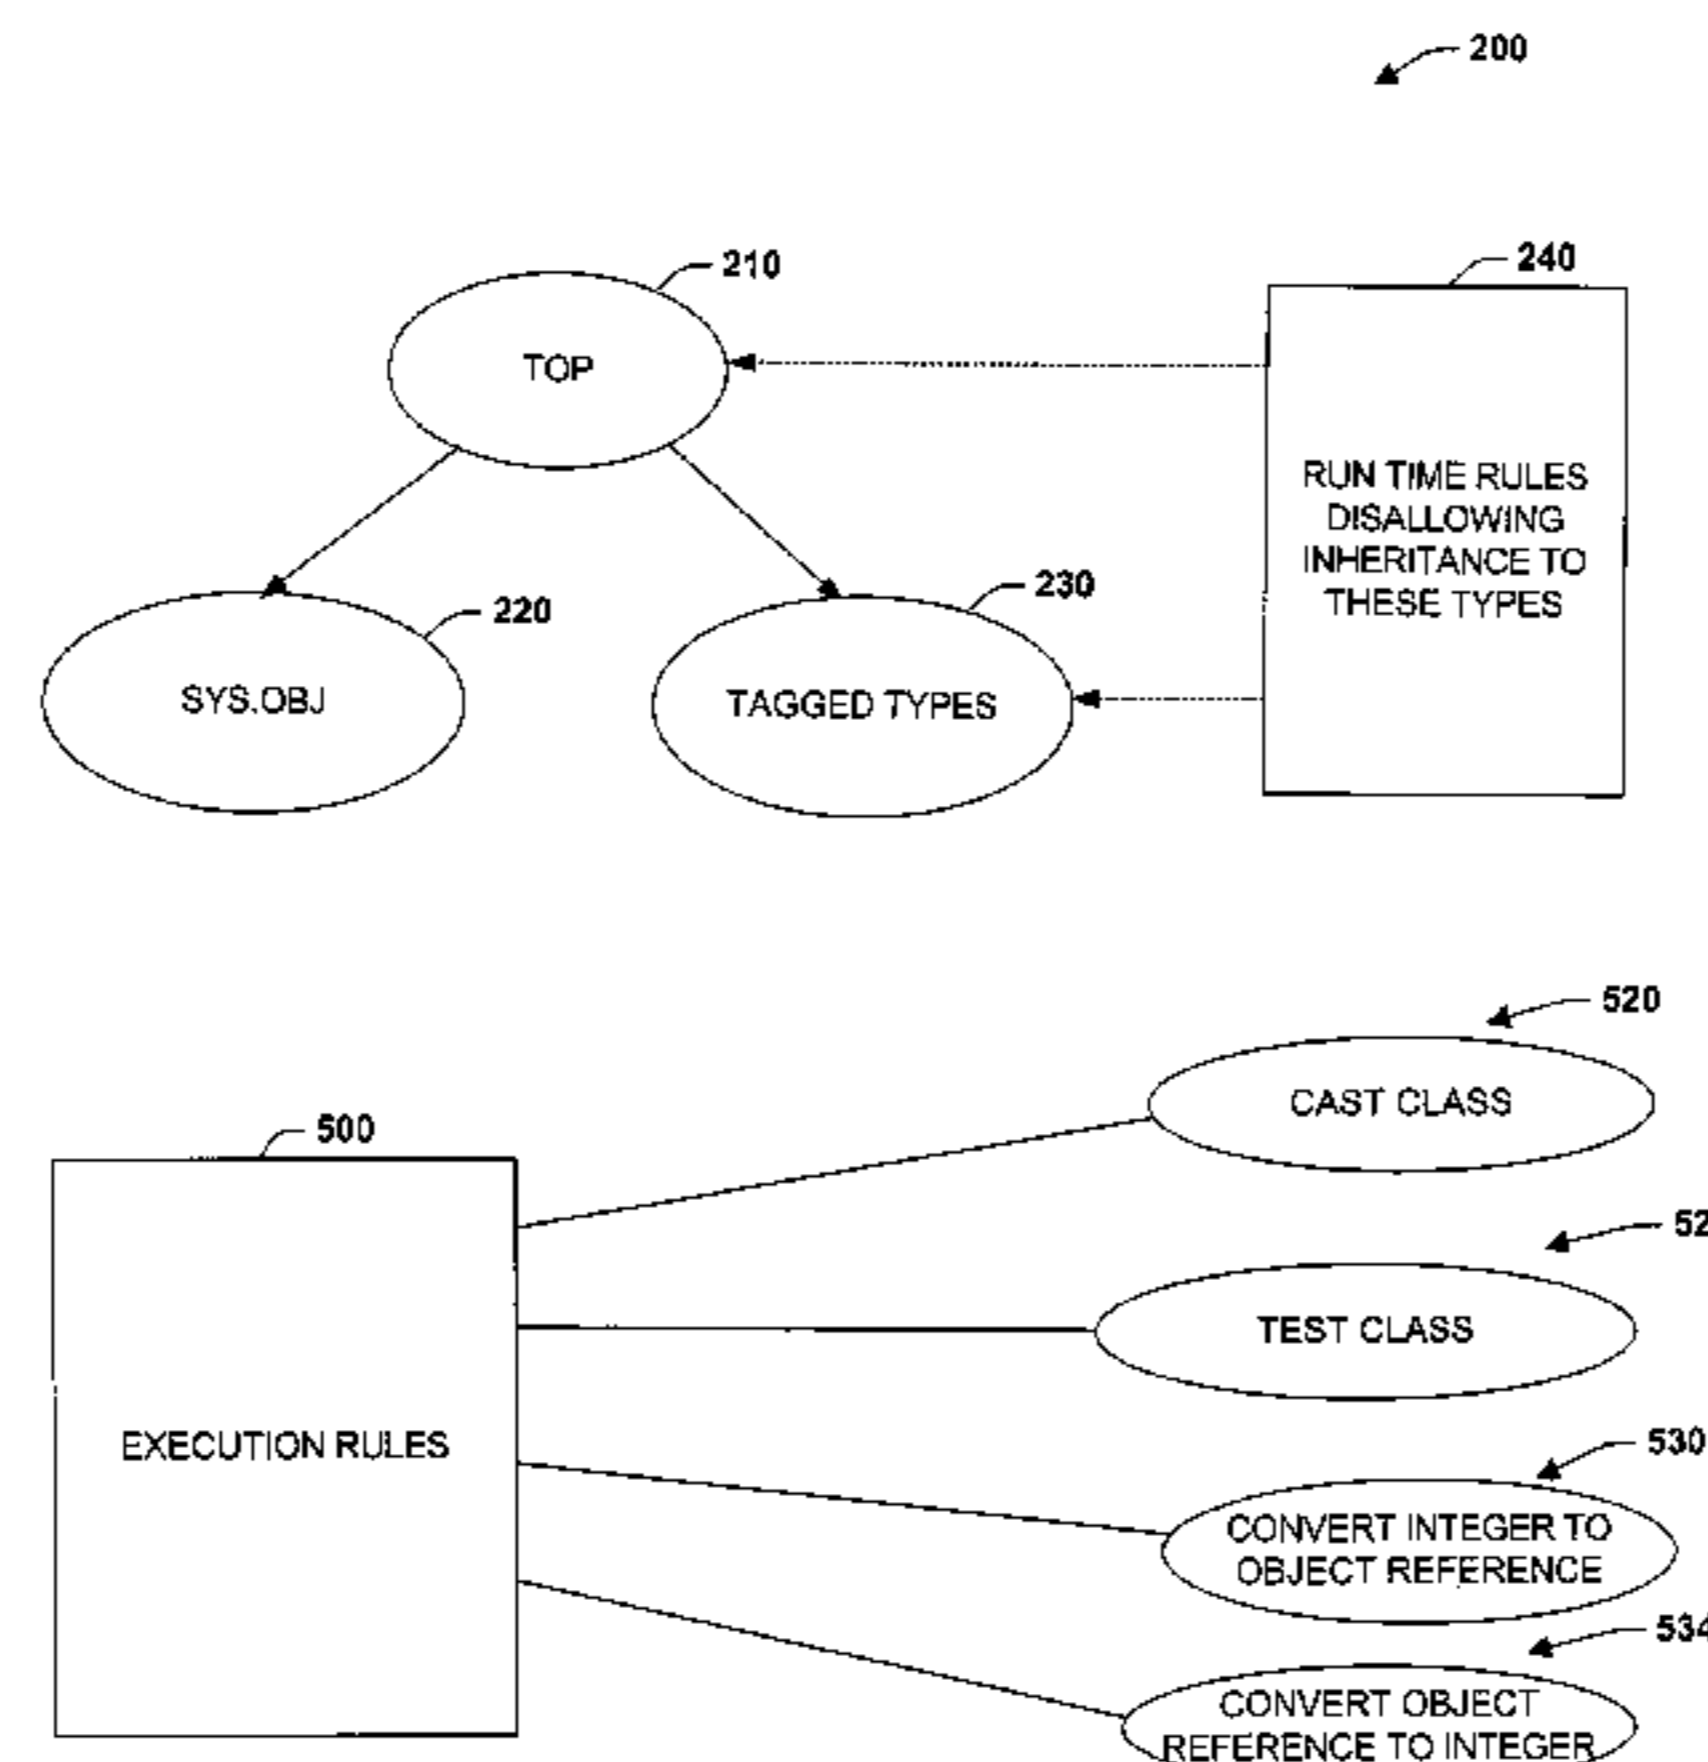 200
210
240
TOP
RUN TIME RULES
DISALLOWING
INHERITANCE TO
THESE TYPES
220
230
SYS.OBJ
TAGGED TYPES
520
CAST CLASS
500
TEST CLASS
EXECUTION RULES
530
CONVERT INTEGER TO
OBJECT REFERENCE
534
CONVERT OBJECT
REFERENCE TO INTEGER